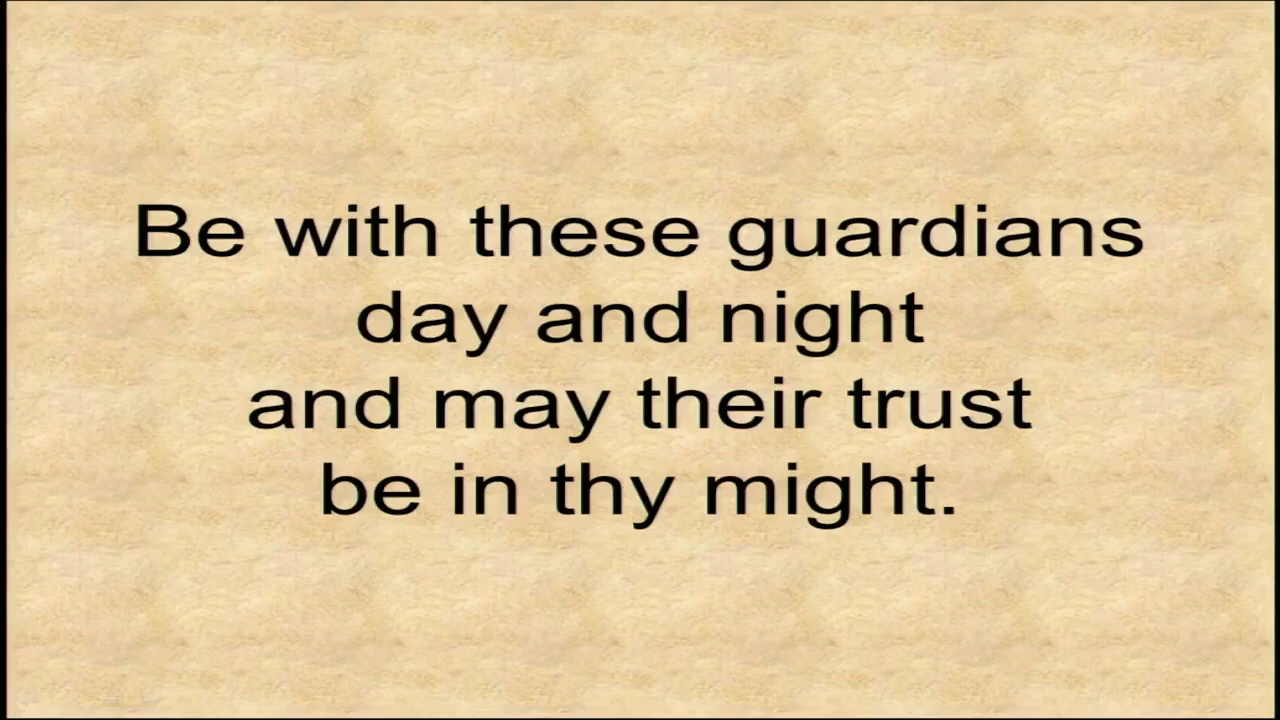 Be with these guardians
day and night
and may their trust
be in thy might.